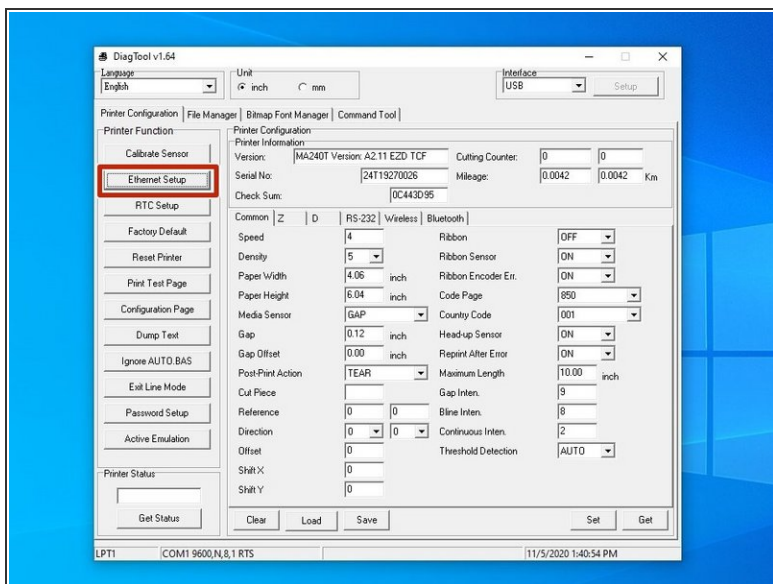 DiagTool v1.64
Language
English
Unit
inch
mm
Interface
USB
Setup
Printer Configuration File Manager Bitmap Font Manager Command Tool
Printer Function
Calibrate Sensor
Ethernet Setup
RTC Setup
Factory Default
Reset Printer
Print Test Page
Configuration Page
Dump Text
Ignore AUTO.BAS
Exit Line Mode
Password Setup
Active Emulation
Printer Status
Get Status
Printer Configuration
Printer Information
Version: MA240T Version: A2.11 EZD TCF Cutting Counter: 0 0
Serial No: 24T19270026 Mileage: 0.0042 0.0042 Km
Check Sum: 0C443D95
Common Z D RS-232 Wireless Bluetooth
Speed 4 Ribbon OFF
Density 5 Ribbon Sensor ON
Paper Width 4.06 inch Ribbon Encoder Err. ON
Paper Height 6.04 inch Code Page 850
Media Sensor GAP Country Code 001
Gap 0.12 inch Head-up Sensor ON
Gap Offset 0.00 inch Reprint After Error ON
Post-Print Action TEAR Maximum Length 10.00 inch
Cut Piece Gap Inten. 9
Reference 0 0 Bline Inten. 8
Direction 0 0 Continuous Inten. 2
Offset 0 Threshold Detection AUTO
Shift X 0
Shift Y 0
Clear Load Save Set Get
LPT1 COM1 9600,N,8,1 RTS 11/5/2020 1:40:54 PM